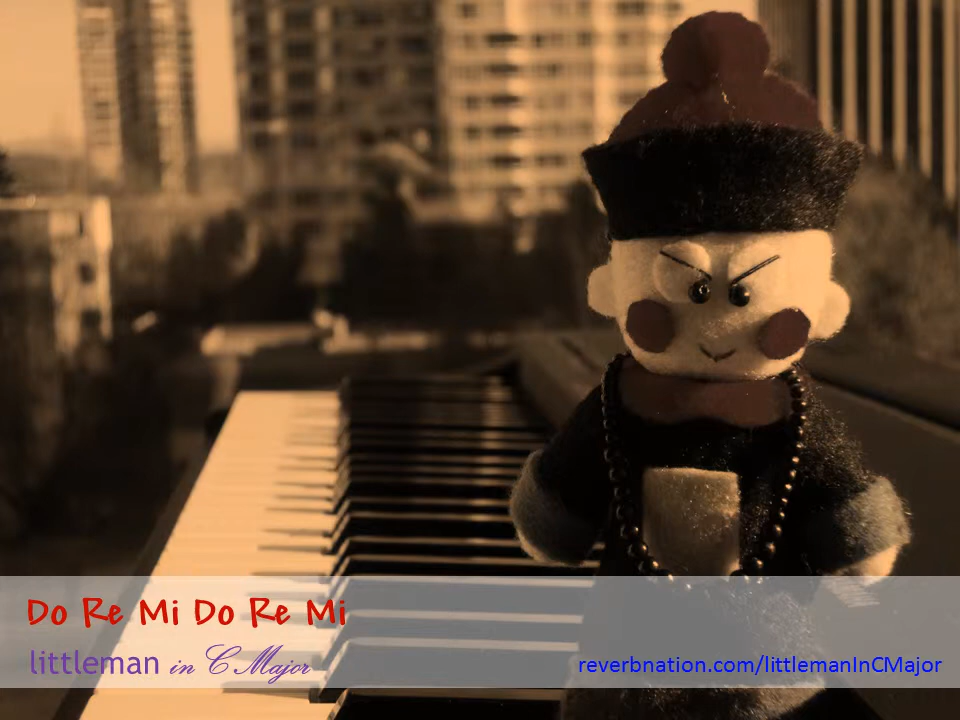 Do Re Mi Do Re Mi
littleman in C Major
reverbnation.com/littlemanInCMajor